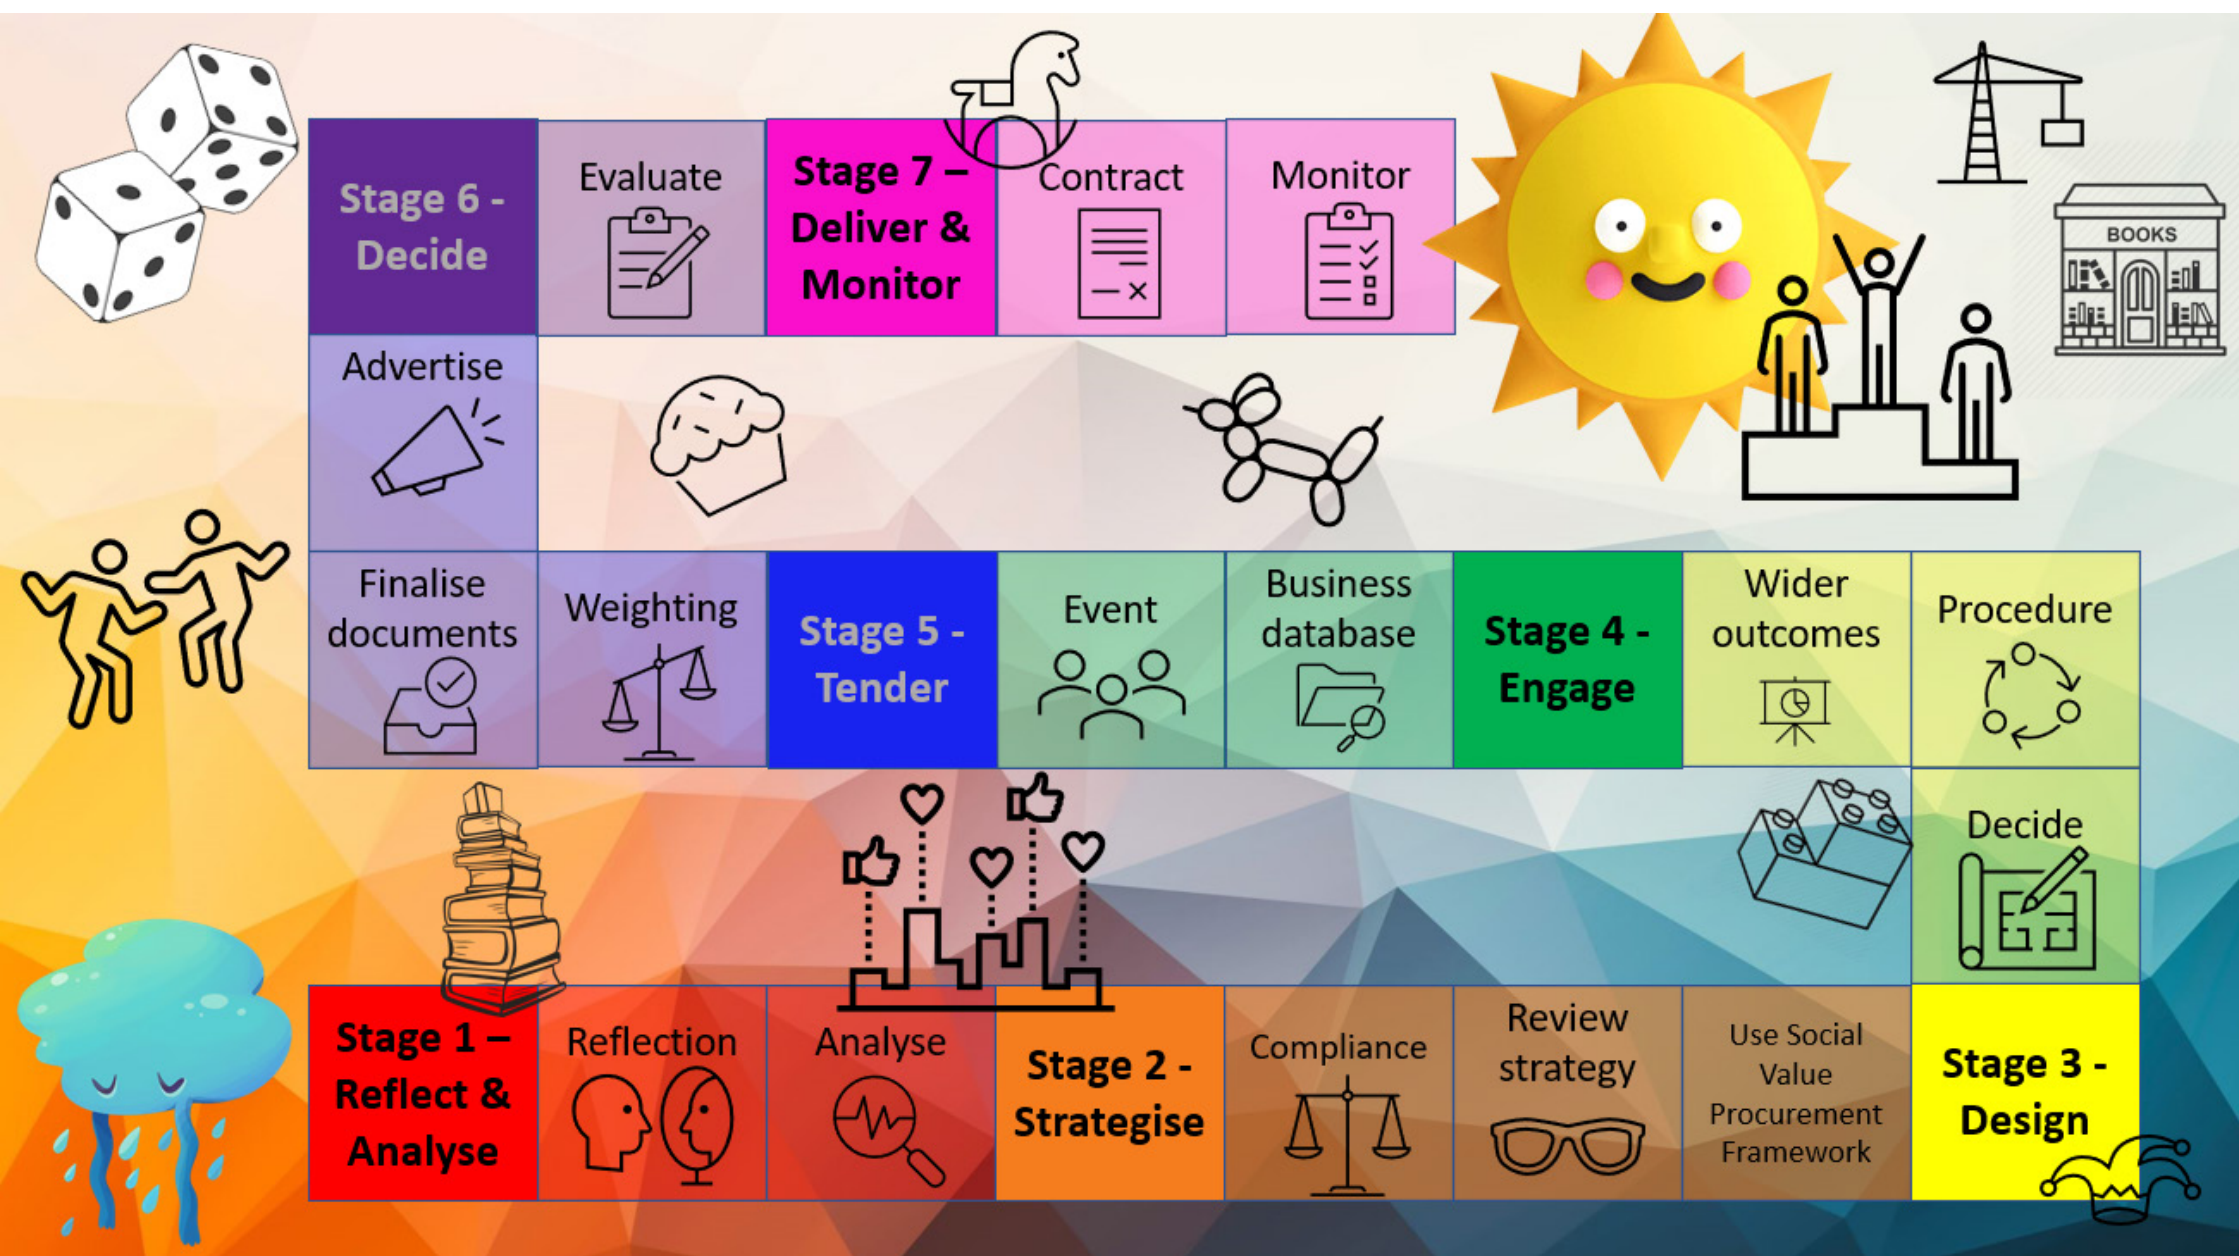 Stage 6 -
Decide
Evaluate
Stage 7 –
Deliver &
Monitor
Contract
Monitor
BOOKS
Advertise
Finalise
documents
Weighting
Stage 5 -
Tender
Event
Business
database
Stage 4 -
Engage
Wider
outcomes
Procedure
Decide
Stage 1 –
Reflect &
Analyse
Reflection
Analyse
Stage 2 -
Strategise
Compliance
Review
strategy
Use Social
Value
Procurement
Framework
Stage 3 -
Design